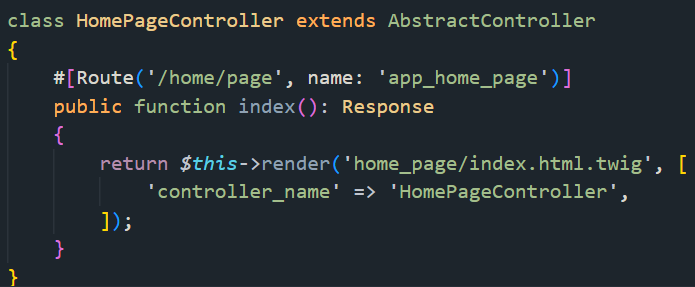 class HomePageController extends AbstractController
{
    #[Route('/home/page', name: 'app_home_page')]
    public function index(): Response
    {
        return $this->render('home_page/index.html.twig', [
            'controller_name' => 'HomePageController',
        ]);
    }
}